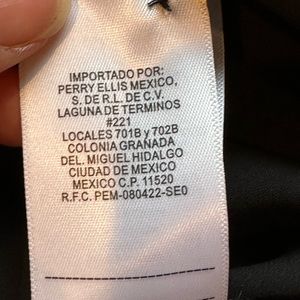 IMPORTADO POR:
PERRY ELLIS MEXICO,
S. DE R.L. DE C.V.
LAGUNA DE TERMINOS
#221
LOCALES 701B y 702B
COLONIA GRANADA
DEL. MIGUEL HIDALGO
CIUDAD DE MEXICO
MEXICO C.P. 11520
R.F.C. PEM-080422-SE0